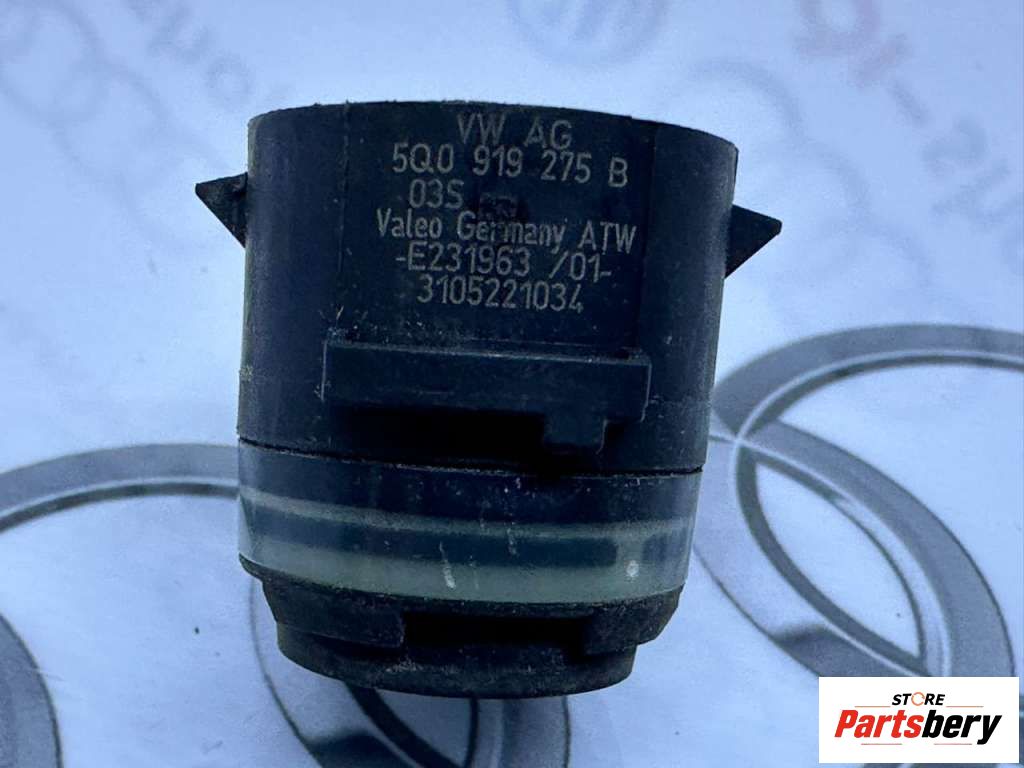 VW AG
5Q0 919 275 B
03S
Valeo Germany ATW
-E231963 /01-
3105221034
STORE
Partsbery